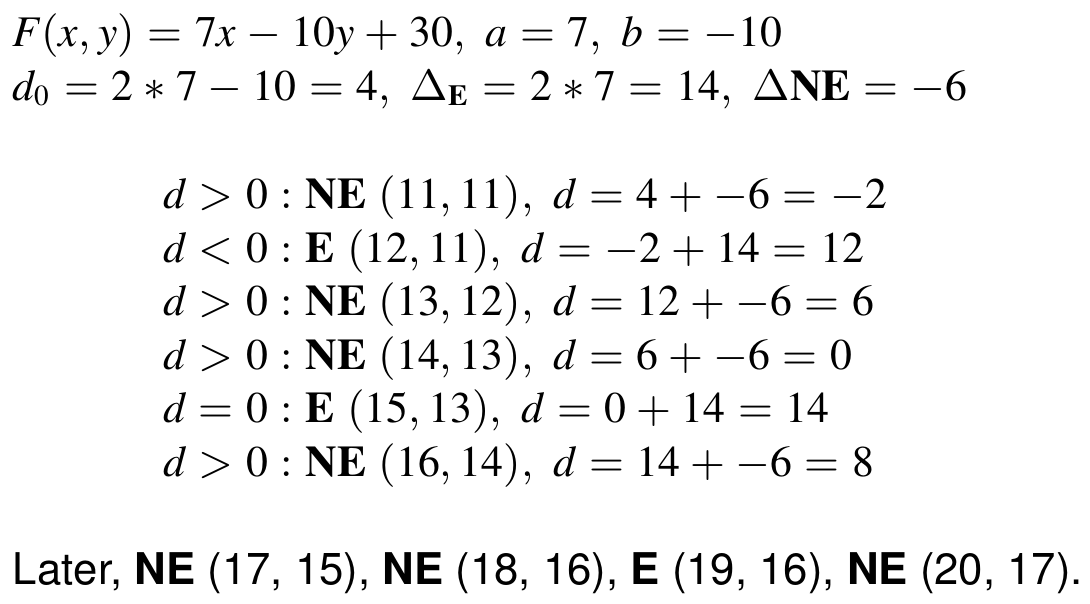 F(x, y) = 7x − 10y + 30, a = 7, b = −10
d₀ = 2 ∗ 7 − 10 = 4, Δ_E = 2 ∗ 7 = 14, ΔNE = −6
d > 0 : NE (11, 11), d = 4 + −6 = −2
d < 0 : E (12, 11), d = −2 + 14 = 12
d > 0 : NE (13, 12), d = 12 + −6 = 6
d > 0 : NE (14, 13), d = 6 + −6 = 0
d = 0 : E (15, 13), d = 0 + 14 = 14
d > 0 : NE (16, 14), d = 14 + −6 = 8
Later, NE (17, 15), NE (18, 16), E (19, 16), NE (20, 17).